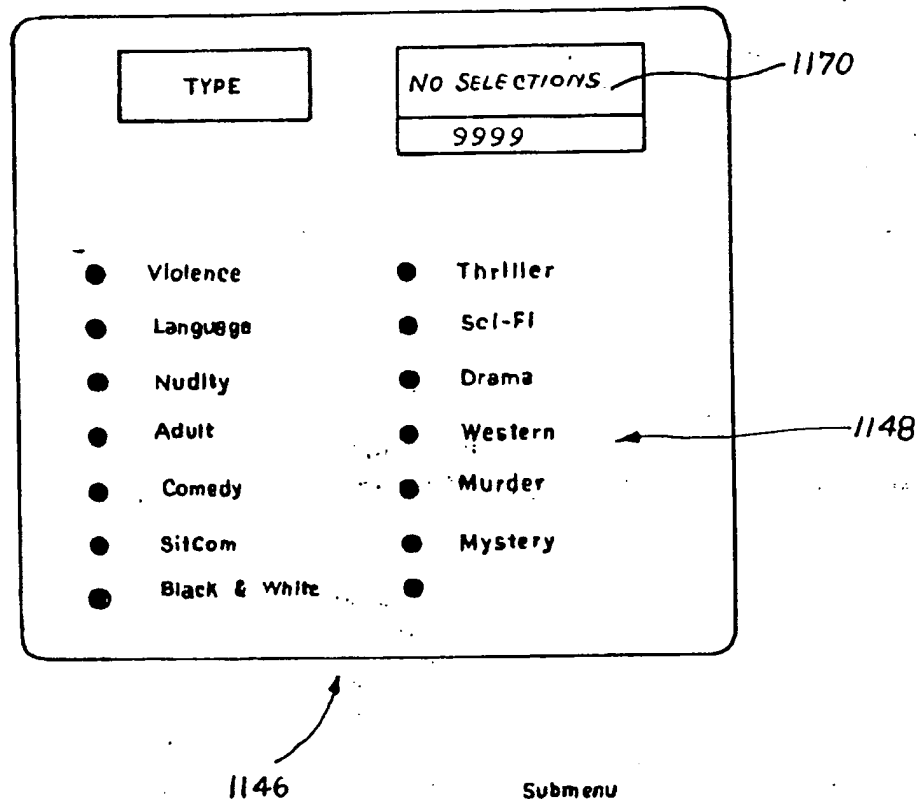 TYPE
NO SELECTIONS
1170
9999
Violence
Thriller
Language
Sci-Fi
Nudity
Drama
Adult
Western
1148
Comedy
Murder
SitCom
Mystery
Black & White
1146
Submenu